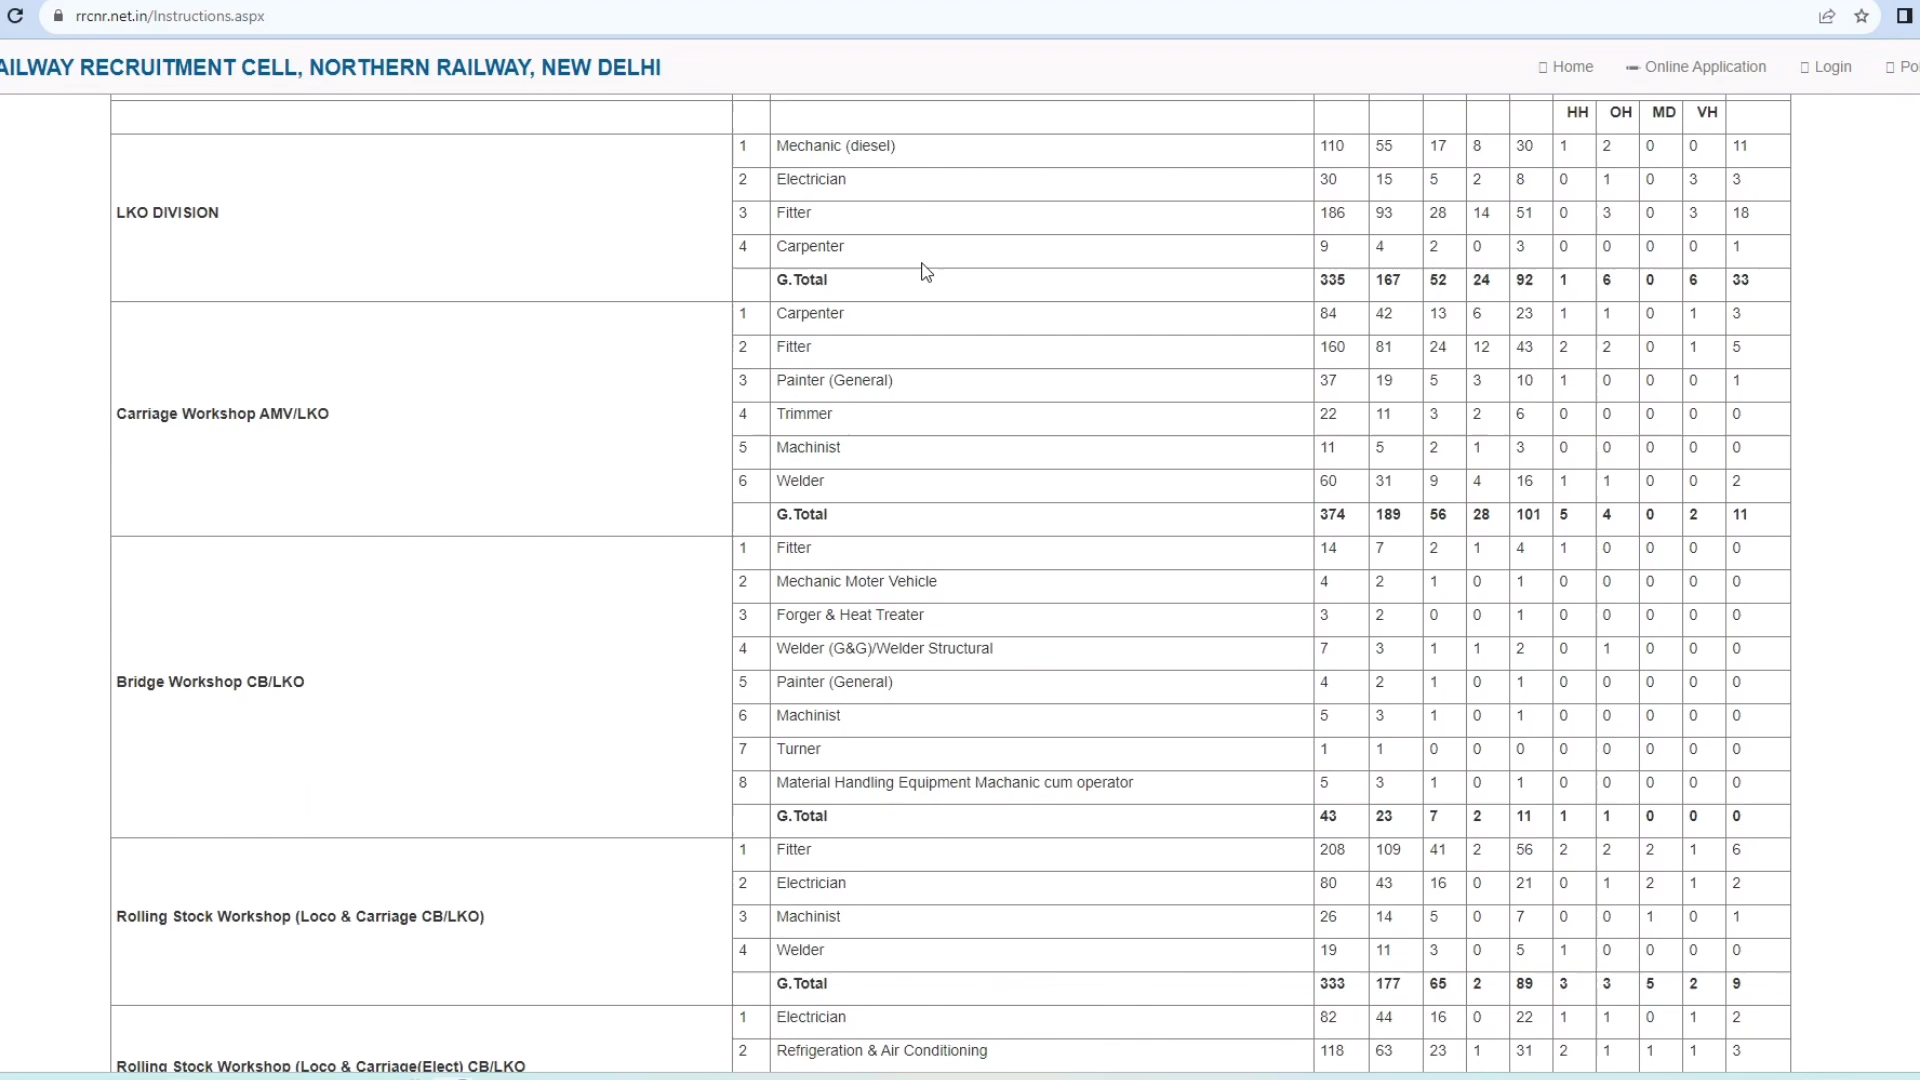 rrcnr.net.in/Instructions.aspx
AILWAY RECRUITMENT CELL, NORTHERN RAILWAY, NEW DELHI Home Online Application Login Po
HH OH MD VH
LKO DIVISION
1 Mechanic (diesel) 110 55 17 8 30 1 2 0 0 11
2 Electrician 30 15 5 2 8 0 1 0 3 3
3 Fitter 186 93 28 14 51 0 3 0 3 18
4 Carpenter 9 4 2 0 3 0 0 0 0 1
G.Total 335 167 52 24 92 1 6 0 6 33
Carriage Workshop AMV/LKO
1 Carpenter 84 42 13 6 23 1 1 0 1 3
2 Fitter 160 81 24 12 43 2 2 0 1 5
3 Painter (General) 37 19 5 3 10 1 0 0 0 1
4 Trimmer 22 11 3 2 6 0 0 0 0 0
5 Machinist 11 5 2 1 3 0 0 0 0 0
6 Welder 60 31 9 4 16 1 1 0 0 2
G.Total 374 189 56 28 101 5 4 0 2 11
Bridge Workshop CB/LKO
1 Fitter 14 7 2 1 4 1 0 0 0 0
2 Mechanic Moter Vehicle 4 2 1 0 1 0 0 0 0 0
3 Forger & Heat Treater 3 2 0 0 1 0 0 0 0 0
4 Welder (G&G)/Welder Structural 7 3 1 1 2 0 1 0 0 0
5 Painter (General) 4 2 1 0 1 0 0 0 0 0
6 Machinist 5 3 1 0 1 0 0 0 0 0
7 Turner 1 1 0 0 0 0 0 0 0 0
8 Material Handling Equipment Machanic cum operator 5 3 1 0 1 0 0 0 0 0
G.Total 43 23 7 2 11 1 1 0 0 0
Rolling Stock Workshop (Loco & Carriage CB/LKO)
1 Fitter 208 109 41 2 56 2 2 2 1 6
2 Electrician 80 43 16 0 21 0 1 2 1 2
3 Machinist 26 14 5 0 7 0 0 1 0 1
4 Welder 19 11 3 0 5 1 0 0 0 0
G.Total 333 177 65 2 89 3 3 5 2 9
Rolling Stock Workshop (Loco & Carriage(Elect) CB/LKO
1 Electrician 82 44 16 0 22 1 1 0 1 2
2 Refrigeration & Air Conditioning 118 63 23 1 31 2 1 1 1 3